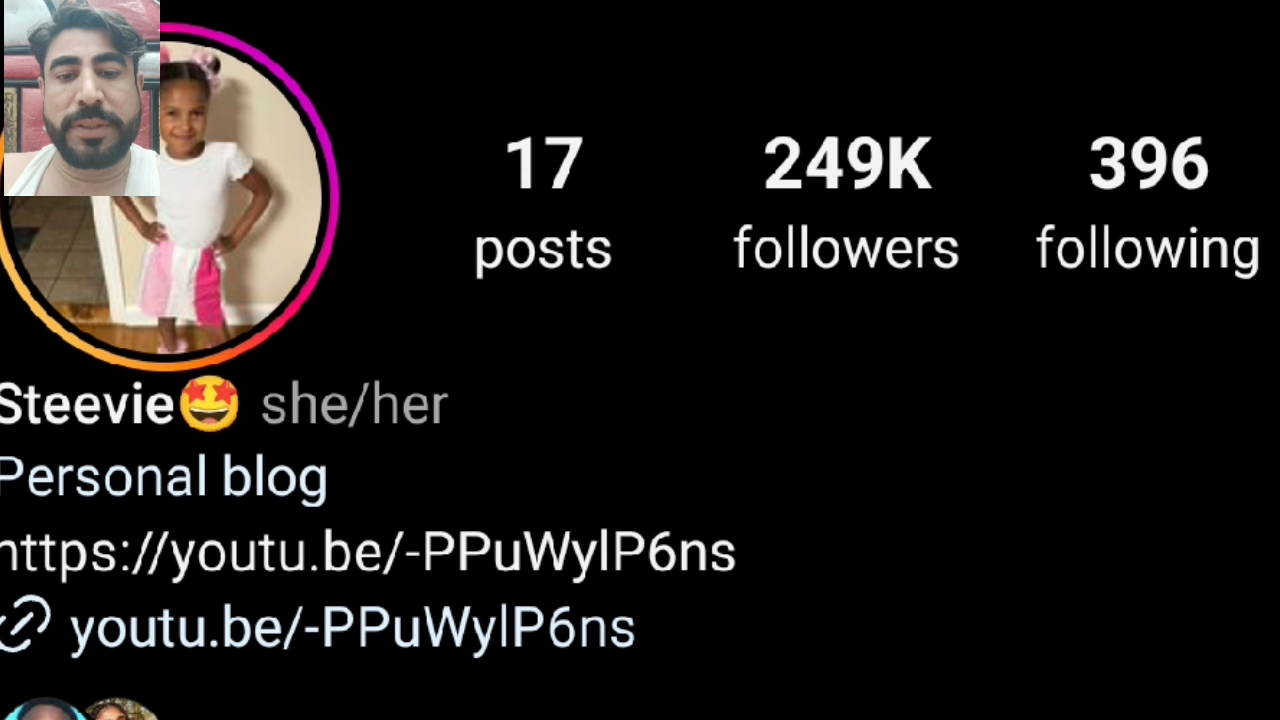 17 249K 396
posts followers following
Steevie🤩 she/her
Personal blog
https://youtu.be/-PPuWylP6ns
youtu.be/-PPuWylP6ns